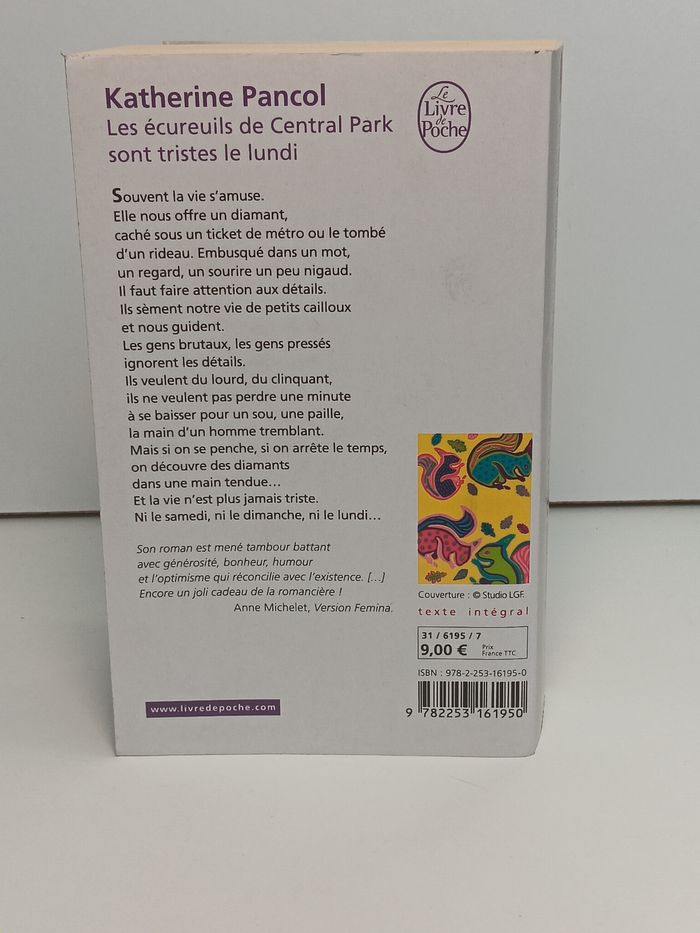 Katherine Pancol
Les écureuils de Central Park
sont tristes le lundi
Le
Livre
de
Poche
Souvent la vie s'amuse.
Elle nous offre un diamant,
caché sous un ticket de métro ou le tombé
d'un rideau. Embusqué dans un mot,
un regard, un sourire un peu nigaud.
Il faut faire attention aux détails.
Ils sèment notre vie de petits cailloux
et nous guident.
Les gens brutaux, les gens pressés
ignorent les détails.
Ils veulent du lourd, du clinquant,
ils ne veulent pas perdre une minute
à se baisser pour un sou, une paille,
la main d'un homme tremblant.
Mais si on se penche, si on arrête le temps,
on découvre des diamants
dans une main tendue...
Et la vie n'est plus jamais triste.
Ni le samedi, ni le dimanche, ni le lundi...
Son roman est mené tambour battant
avec générosité, bonheur, humour
et l'optimisme qui réconcilie avec l'existence. [...]
Encore un joli cadeau de la romancière !
Anne Michelet, Version Femina.
Couverture : © Studio LGF.
texte intégral
31 / 6195 / 7
9,00 € Prix
France TTC
ISBN : 978-2-253-16195-0
9 782253 161950
www.livredepoche.com